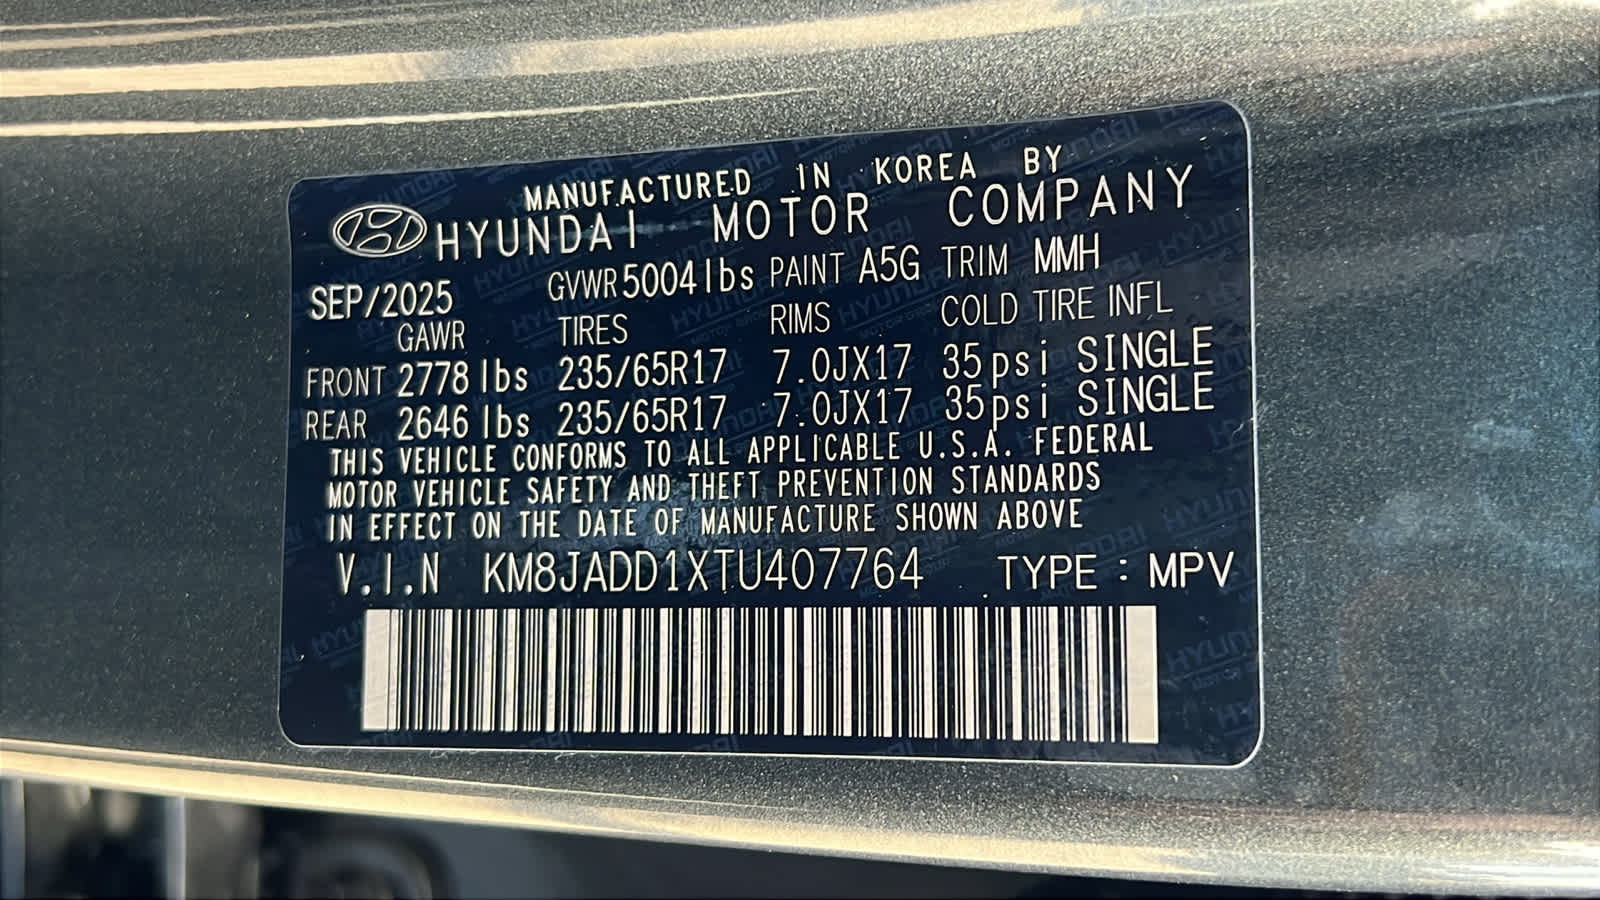 MANUFACTURED IN KOREA BY
HYUNDAI MOTOR COMPANY
SEP/2025 GVWR 5004 lbs PAINT A5G TRIM MMH
GAWR TIRES RIMS COLD TIRE INFL
FRONT 2778 lbs 235/65R17 7.0JX17 35psi SINGLE
REAR 2646 lbs 235/65R17 7.0JX17 35psi SINGLE
THIS VEHICLE CONFORMS TO ALL APPLICABLE U.S.A. FEDERAL
MOTOR VEHICLE SAFETY AND THEFT PREVENTION STANDARDS
IN EFFECT ON THE DATE OF MANUFACTURE SHOWN ABOVE
V.I.N KM8JADD1XTU407764 TYPE : MPV